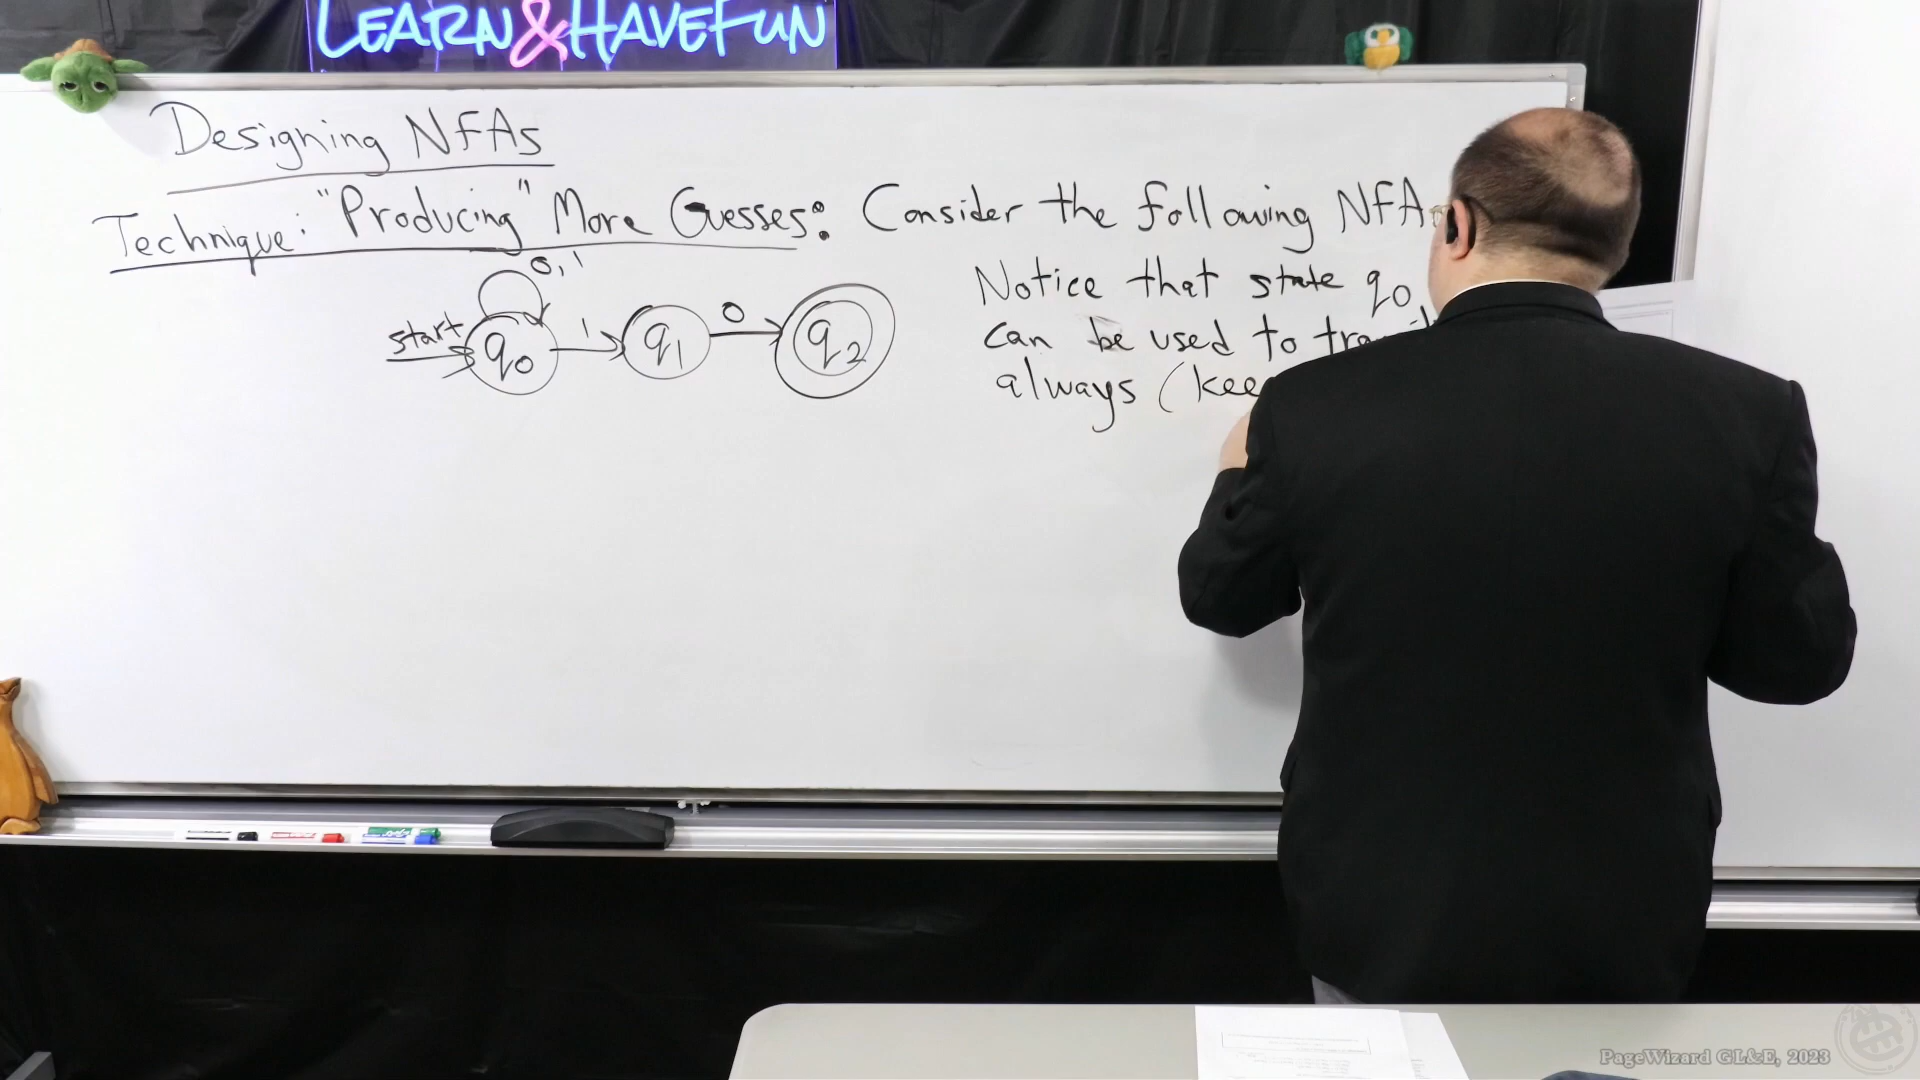 LEARN&HAVEFUN
Designing NFAs
Technique: "Producing" More Guesses: Consider the following NFA
0,1
start q0 1 q1 0 q2
Notice that state q0
can be used to
always (kee
PageWizard GL&E, 2023